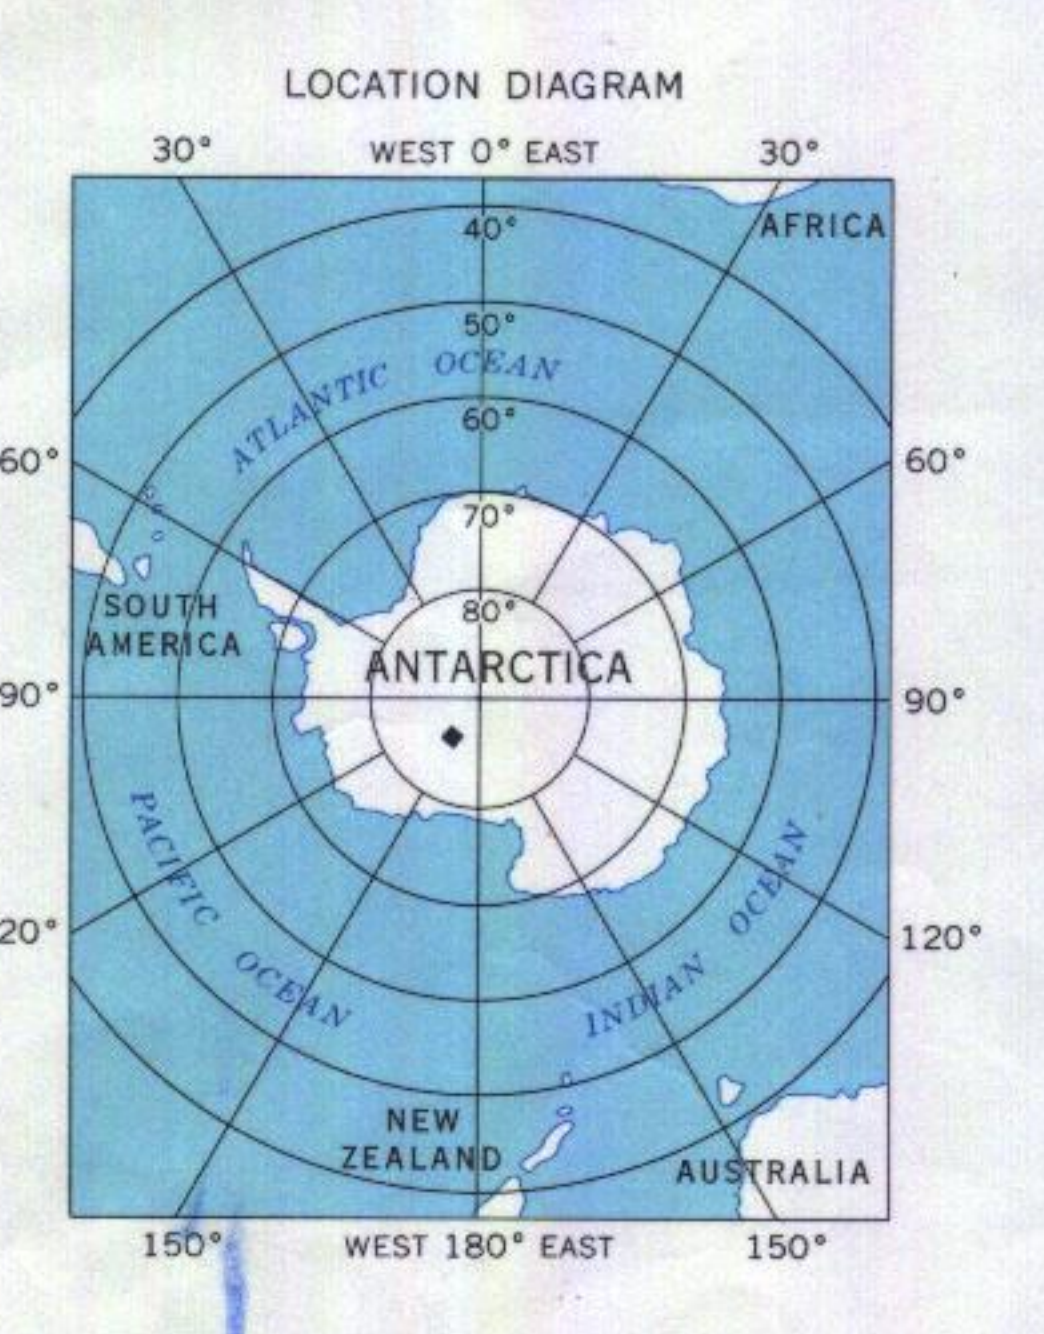 LOCATION DIAGRAM
30° WEST 0° EAST 30°
AFRICA
40°
50°
ATLANTIC OCEAN
60°
60° 60°
70°
80°
SOUTH
AMERICA
ANTARCTICA
90° 90°
PACIFIC OCEAN
INDIAN OCEAN
20° 120°
NEW
ZEALAND
AUSTRALIA
150° WEST 180° EAST 150°